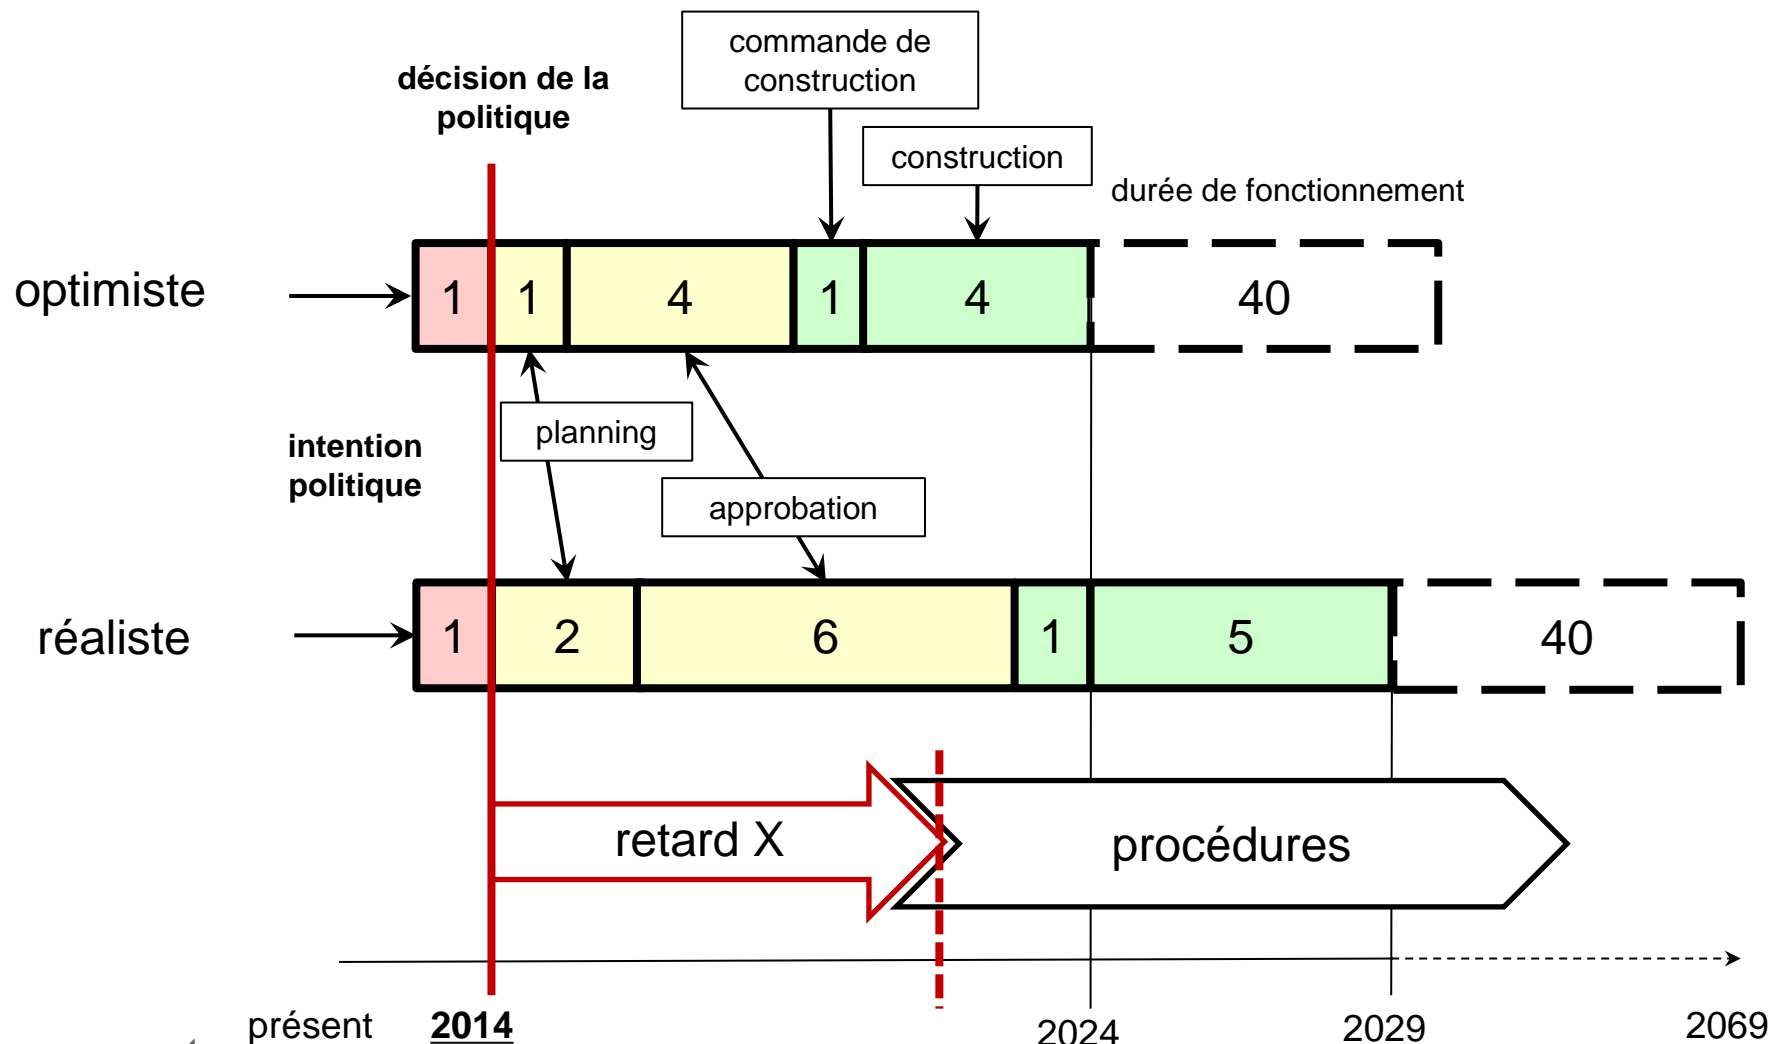 commande de
construction
décision de la
politique
construction
durée de fonctionnement
optimiste
1
1
4
1
4
40
planning
intention
politique
approbation
réaliste
1
2
6
1
5
40
retard X
procédures
présent
2014
2024
2029
2069